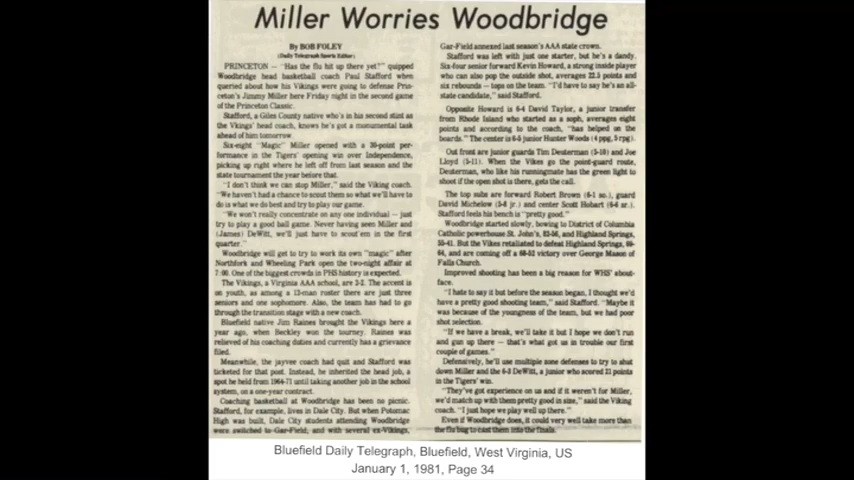 Miller Worries Woodbridge
By BOB FOLEY
(Daily Telegraph Sports Editor)
PRINCETON — "Has the flu hit up there yet?" quipped
Woodbridge head basketball coach Paul Stafford when
queried about how his Vikings were going to defense Prin-
ceton's Jimmy Miller here Friday night in the second game
of the Princeton Classic.
Stafford, a Giles County native who's in his second stint as
the Vkings' head coach, knows he's got a monumental task
ahead of him tomorrow.
Six-eight "Magic" Miller opened with a 30-point per-
formance in the Tigers' opening win over Independence,
picking up right where he left off from last season and the
state tournament the year before that.
"I don't think we can stop Miller," said the Viking coach.
"We haven't had a chance to scout them so what we'll have to
do is what we do best and try to play our game.
"We won't really concentrate on any one individual — just
try to play a good ball game. Never having seen Miller and
(James) DeWitt, we'll just have to scout'em in the first
quarter."
Woodbridge will get to try to work its own "magic" after
Northfork and Wheeling Park open the two-night affair at
7:00. One of the biggest crowds in PHS history is expected.
The Vikings, a Virginia AAA school, are 2-2. The accent is
on youth, as among a 12-man roster there are just three
seniors and one sophomore. Also, the team has had to go
through the transition stage with a new coach.
Bluefield native Jim Raines brought the Vikings here a
year ago, when Beckley won the tourney. Raines was
relieved of his coaching duties and currently has a grievance
filed.
Meanwhile, the jayvee coach had quit and Stafford was
ticketed for that post. Instead, he inherited the head job, a
spot he held from 1964-71 until taking another job in the school
system, on a one-year contract.
Coaching basketball at Woodbridge has been no picnic.
Stafford, for example, lives in Dale City. But when Potomac
High was built, Dale City students attending Woodbridge
were switched to Gar-Field, and with several ex-Vikings,
Gar-Field annexed last season's AAA state crown.
Stafford was left with just one starter, but he's a dandy.
Six-four senior forward Kevin Howard, a strong inside player
who can also pop the outside shot, averages 22.5 points and
six rebounds — tops on the team. "I'd have to say he's an all-
state candidate," said Stafford.
Opposite Howard is 6-4 David Taylor, a junior transfer
from Rhode Island who started as a soph, averages eight
points and according to the coach, "has helped on the
boards." The center is 6-5 junior Hunter Woods (4 ppg, 5 rpg).
Out front are junior guards Tim Deuterman (5-10) and Joe
Lloyd (5-11). When the Vikes go the point-guard route,
Deuterman, who like his runningmate has the green light to
shoot if the open shot is there, gets the call.
The top subs are forward Robert Brown (6-1 so.), guard
David Michelow (5-8 jr.) and center Scott Hobart (6-6 sr.).
Stafford feels his bench is "pretty good."
Woodbridge started slowly, bowing to District of Columbia
Catholic powerhouse St. John's, and Highland Springs,
But the Vikes retaliated to defeat Highland Springs,
and are coming off a victory over George Mason of
Falls Church.
Improved shooting has been a big reason for WHS' about-
face.
"I hate to say it but before the season began, I thought we'd
have a pretty good shooting team," said Stafford. "Maybe it
was because of the youngness of the team, but we had poor
shot selection.
"If we have a break, we'll take it but I hope we don't run
and gun up there — that's what got us in trouble our first
couple of games."
Defensively, he'll use multiple zone defenses to try to shut
down Miller and the 6-3 DeWitt, a junior who scored 21 points
in the Tigers' win.
"They've got experience on us and if it weren't for Miller,
we'd match up with them pretty good in size," said the Viking
coach. "I just hope we play well up there."
Even if Woodbridge does, it could very well take more than
the flu bug to cast them into the finals.
Bluefield Daily Telegraph, Bluefield, West Virginia, US
January 1, 1981, Page 34